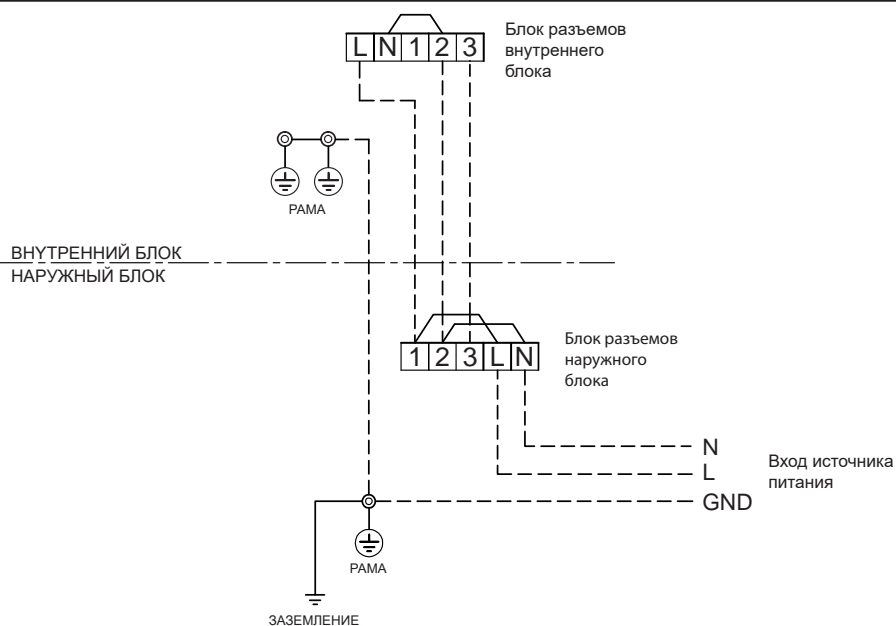 L N 1 2 3
Блок разъемов
внутреннего
блока
РАМА
ВНУТРЕННИЙ БЛОК
НАРУЖНЫЙ БЛОК
1 2 3 L N
Блок разъемов
наружного
блока
N
L
GND
Вход источника
питания
РАМА
ЗАЗЕМЛЕНИЕ